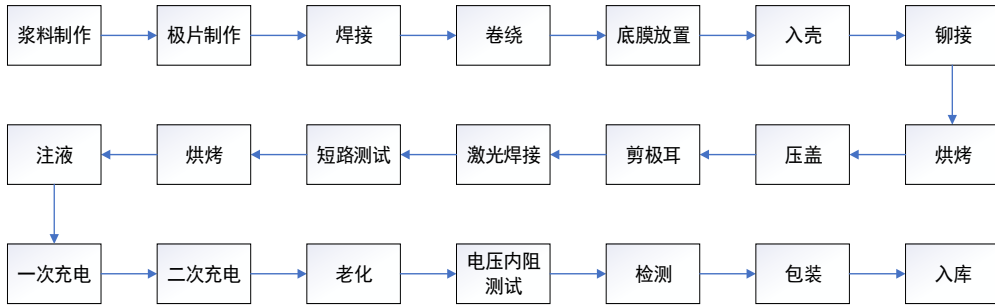 浆料制作
极片制作
焊接
卷绕
底膜放置
入壳
铆接
烘烤
压盖
剪极耳
激光焊接
短路测试
烘烤
注液
一次充电
二次充电
老化
电压内阻
测试
检测
包装
入库